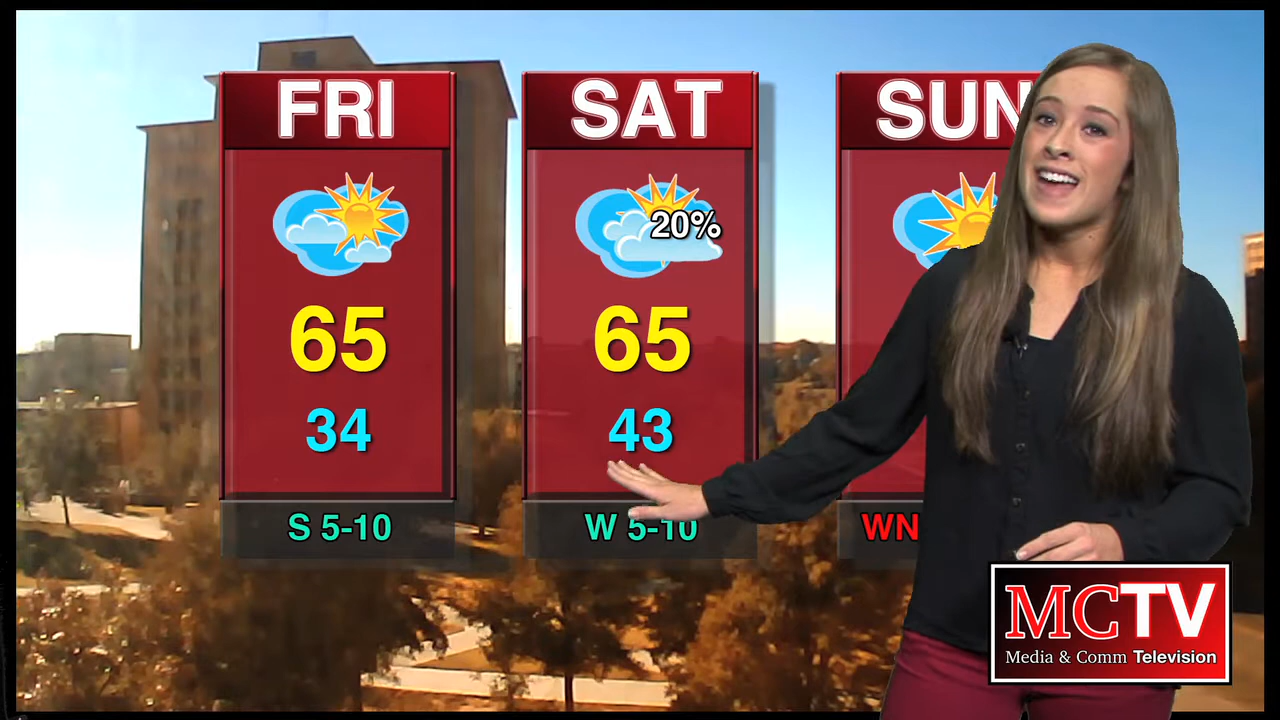 FRI
65
34
S 5-10
SAT
20%
65
43
W 5-10
SUN
WN
MCTV
Media & Comm Television